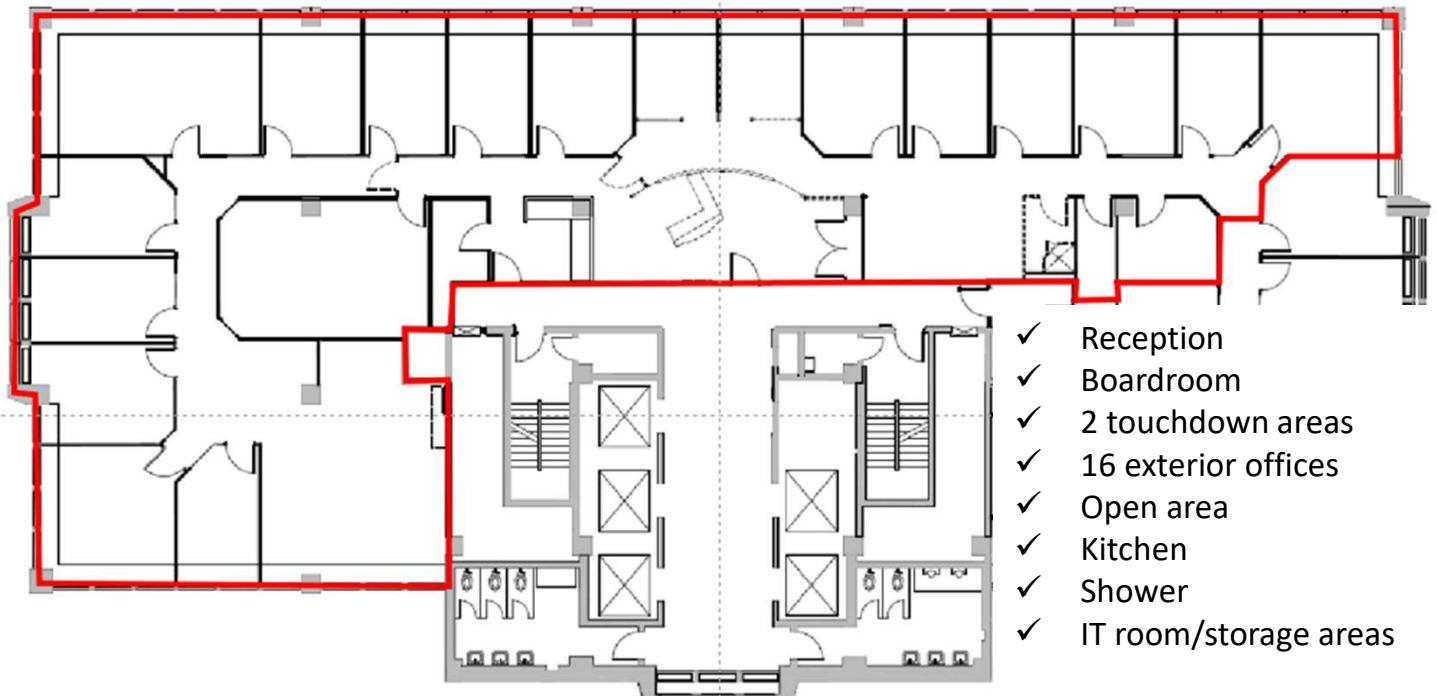 ✓ Reception
✓ Boardroom
✓ 2 touchdown areas
✓ 16 exterior offices
✓ Open area
✓ Kitchen
✓ Shower
✓ IT room/storage areas